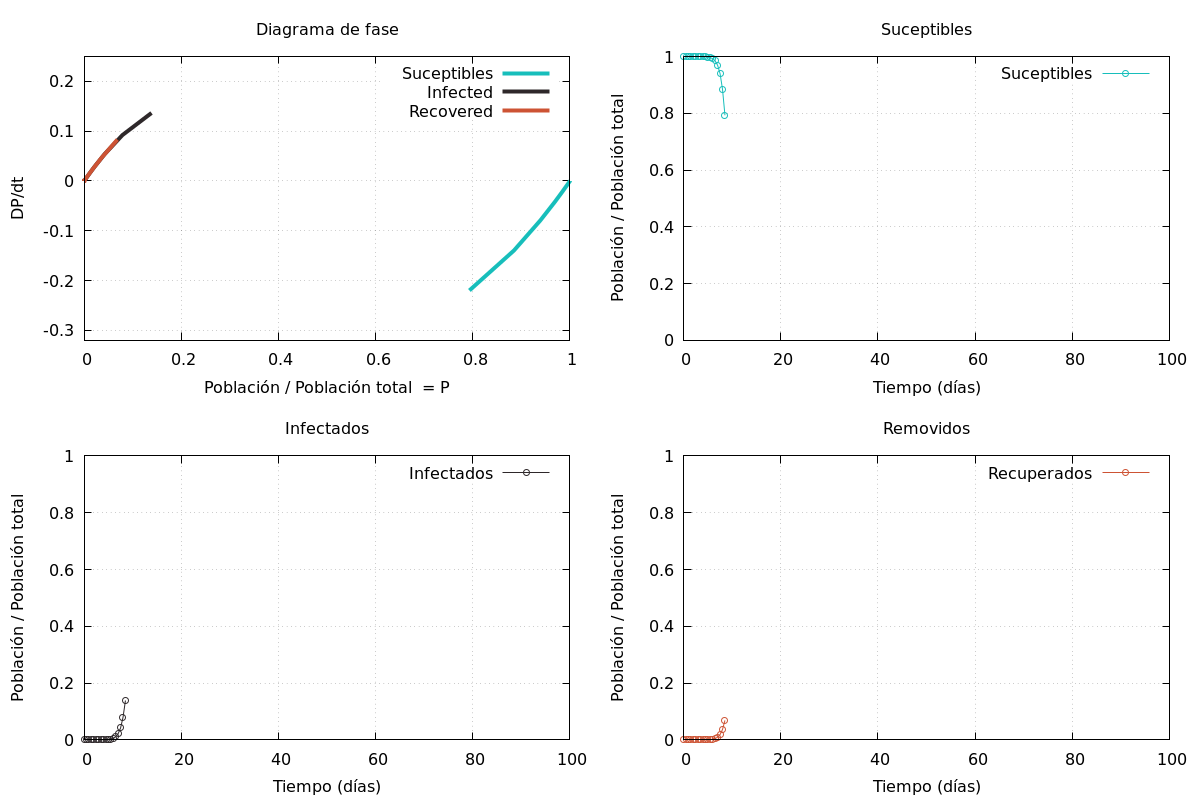 Diagrama de fase
Suceptibles
Infected
Recovered
0.2
0.1
0
-0.1
-0.2
-0.3
DP/dt
0 0.2 0.4 0.6 0.8 1
Población / Población total = P
Suceptibles
Suceptibles
1
0.8
0.6
0.4
0.2
0
Población / Población total
0 20 40 60 80 100
Tiempo (días)
Infectados
Infectados
1
0.8
0.6
0.4
0.2
0
Población / Población total
0 20 40 60 80 100
Tiempo (días)
Removidos
Recuperados
1
0.8
0.6
0.4
0.2
0
Población / Población total
0 20 40 60 80 100
Tiempo (días)